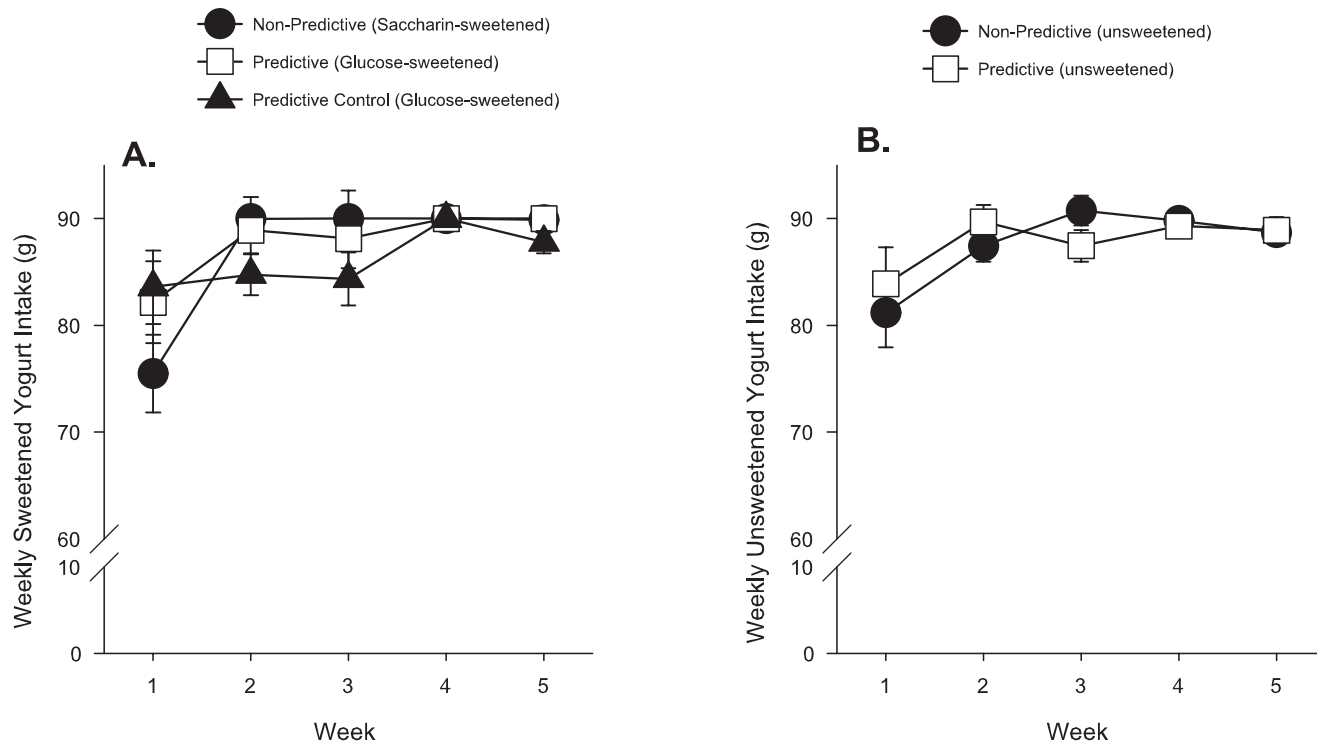 Non-Predictive (Saccharin-sweetened)
Predictive (Glucose-sweetened)
Predictive Control (Glucose-sweetened)
A.
Weekly Sweetened Yogurt Intake (g)
90
80
70
60
10
0
1 2 3 4 5
Week
Non-Predictive (unsweetened)
Predictive (unsweetened)
B.
Weekly Unsweetened Yogurt Intake (g)
90
80
70
60
10
0
1 2 3 4 5
Week